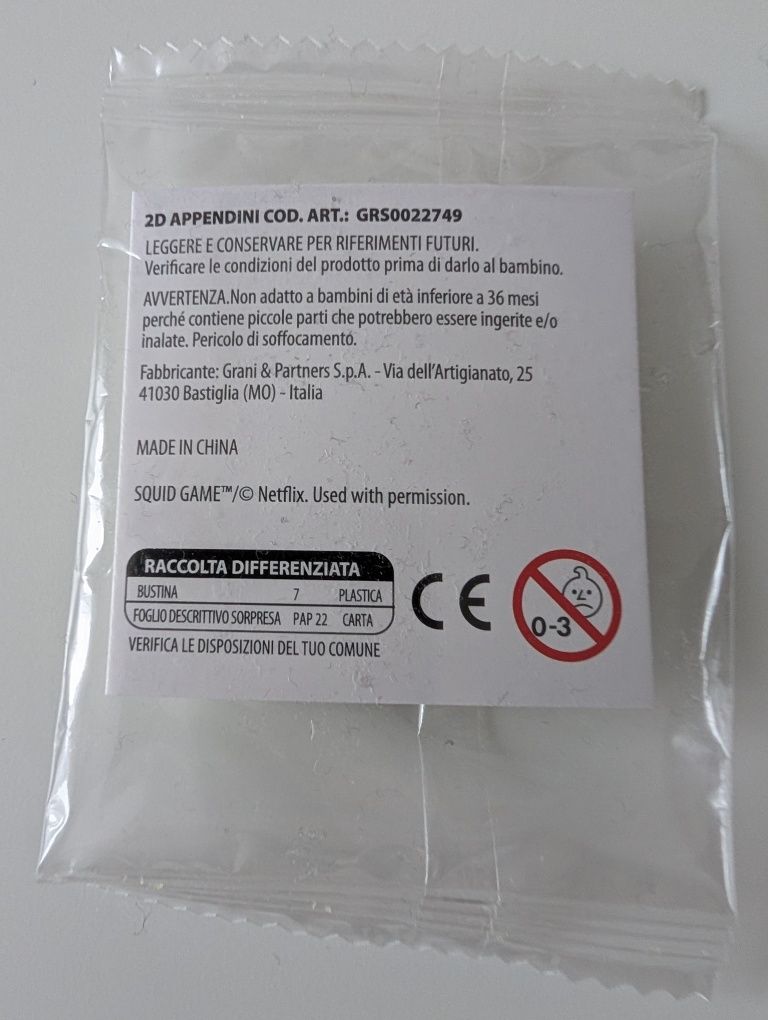 2D APPENDINI COD. ART.: GRS0022749
LEGGERE E CONSERVARE PER RIFERIMENTI FUTURI.
Verificare le condizioni del prodotto prima di darlo al bambino.
AVVERTENZA.Non adatto a bambini di età inferiore a 36 mesi
perché contiene piccole parti che potrebbero essere ingerite e/o
inalate. Pericolo di soffocamento.
Fabbricante: Grani & Partners S.p.A. - Via dell'Artigianato, 25
41030 Bastiglia (MO) - Italia
MADE IN CHiNA
SQUID GAME™/© Netflix. Used with permission.
RACCOLTA DIFFERENZIATA
BUSTINA 7 PLASTICA
FOGLIO DESCRITTIVO SORPRESA PAP 22 CARTA
VERIFICA LE DISPOSIZIONI DEL TUO COMUNE
CE
0-3